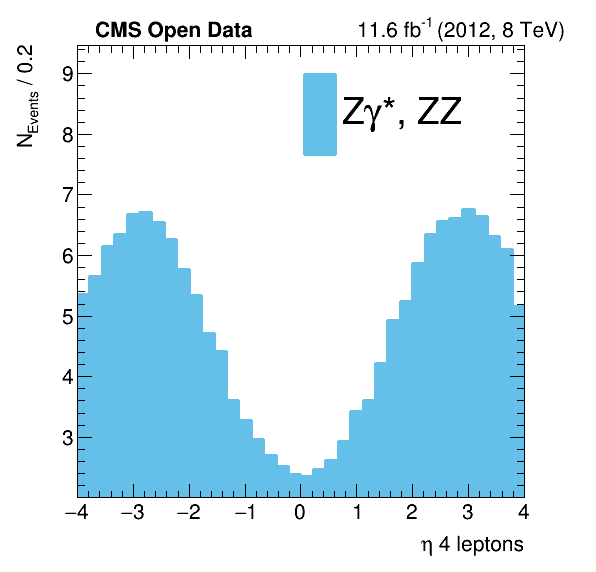 CMS Open Data 11.6 fb⁻¹ (2012, 8 TeV)
N_Events / 0.2
9
Zγ*, ZZ
8
7
6
5
4
3
−4 −3 −2 −1 0 1 2 3 4
η 4 leptons